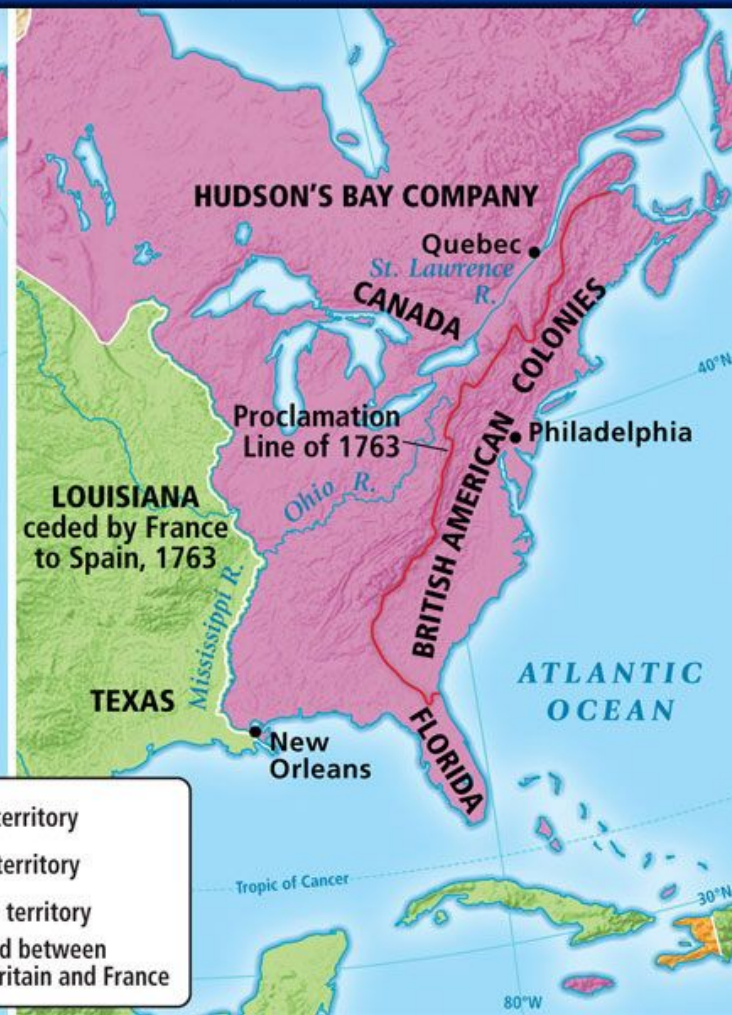 HUDSON'S BAY COMPANY
Quebec
St. Lawrence
R.
CANADA
BRITISH AMERICAN COLONIES
40°N
Proclamation
Line of 1763
Philadelphia
Ohio R.
LOUISIANA
ceded by France
to Spain, 1763
Mississippi R.
TEXAS
ATLANTIC
OCEAN
New
Orleans
FLORIDA
territory
territory
territory
d between
ritain and France
Tropic of Cancer
30°N
80°W